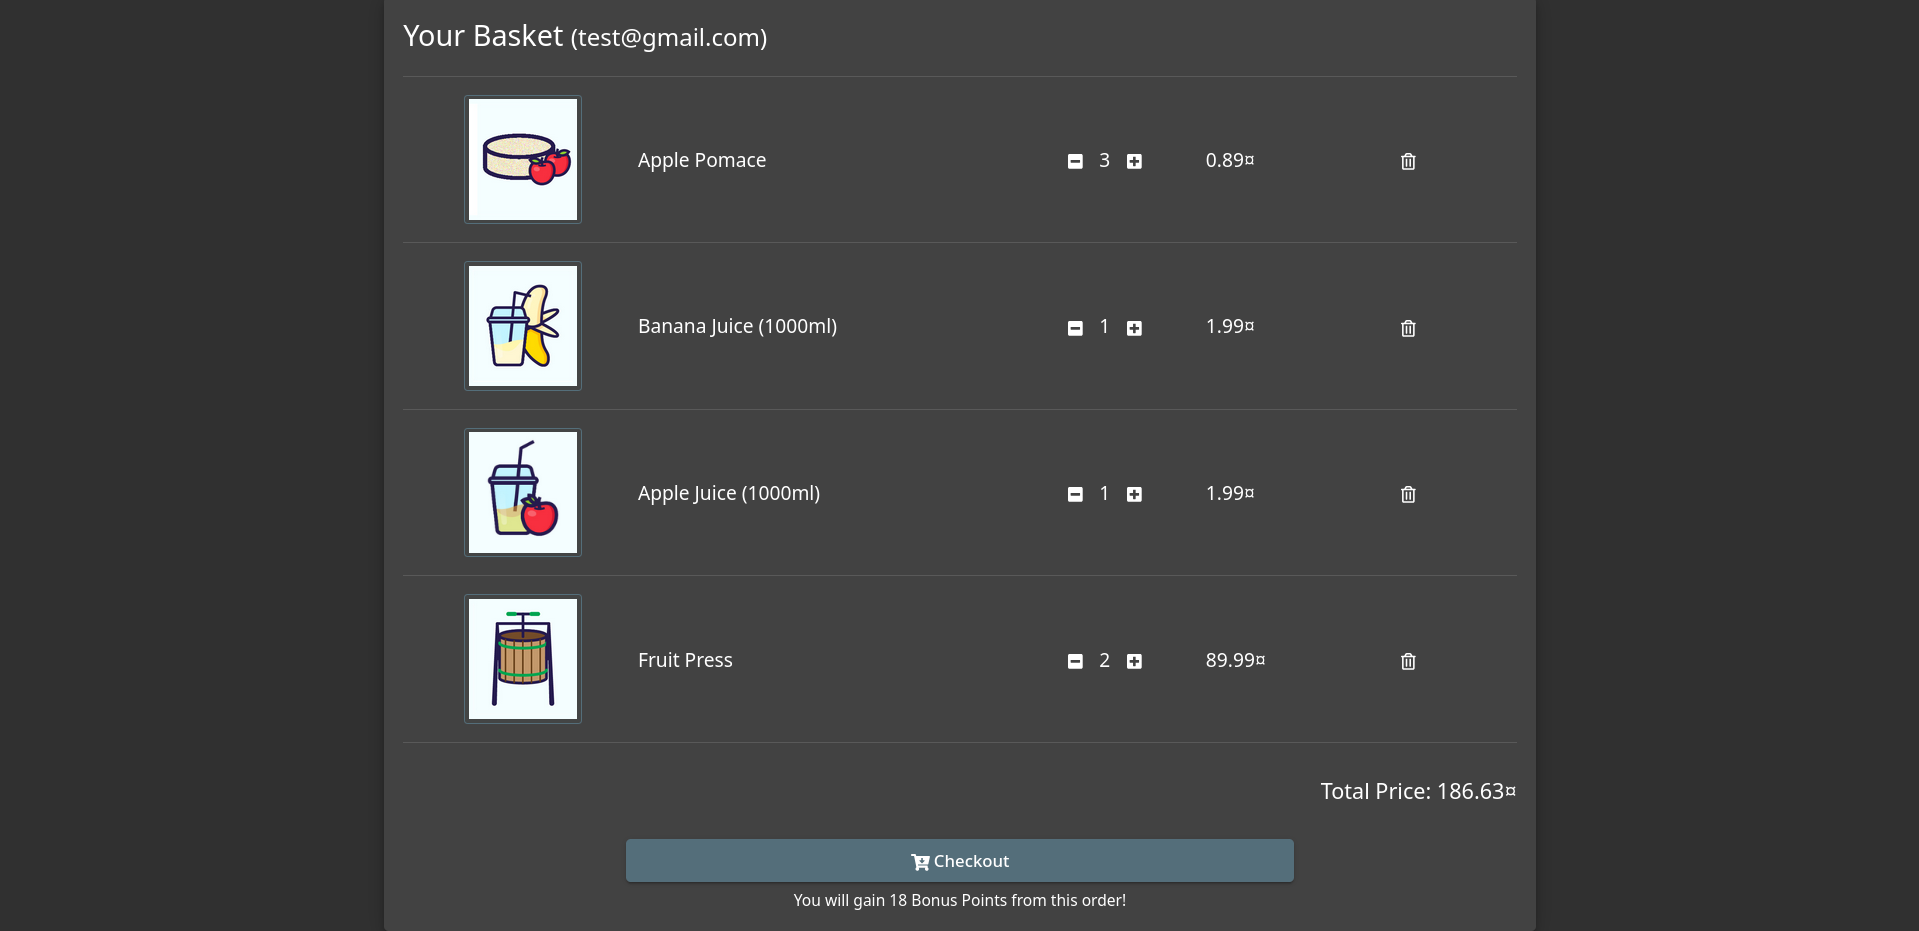 Your Basket (test@gmail.com)
Apple Pomace 3 0.89¤
Banana Juice (1000ml) 1 1.99¤
Apple Juice (1000ml) 1 1.99¤
Fruit Press 2 89.99¤
Total Price: 186.63¤
Checkout
You will gain 18 Bonus Points from this order!